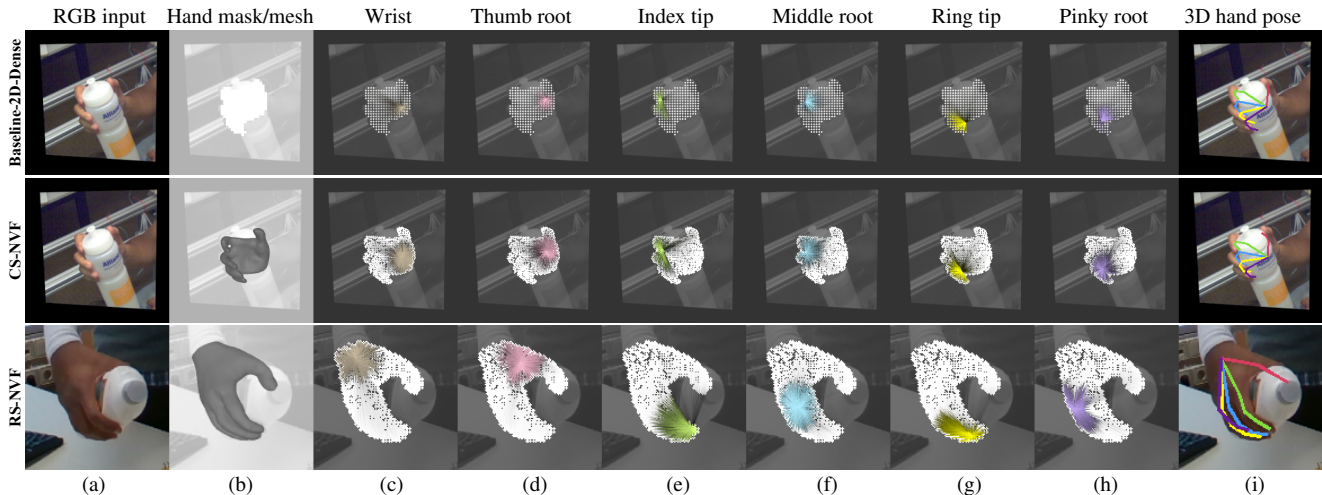 RGB input Hand mask/mesh Wrist Thumb root Index tip Middle root Ring tip Pinky root 3D hand pose
Baseline-2D-Dense
CS-NVF
RS-NVF
(a) (b) (c) (d) (e) (f) (g) (h) (i)